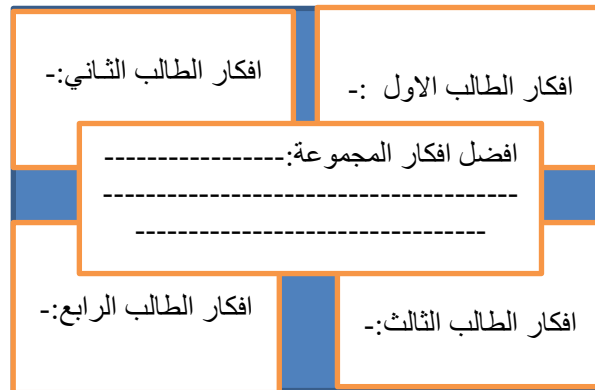 افكار الطالب الاول :-
افكار الطالب الثاني:-
افضل افكار المجموعة:-----------------
---------------------------------------
---------------------------------
افكار الطالب الثالث:-
افكار الطالب الرابع:-